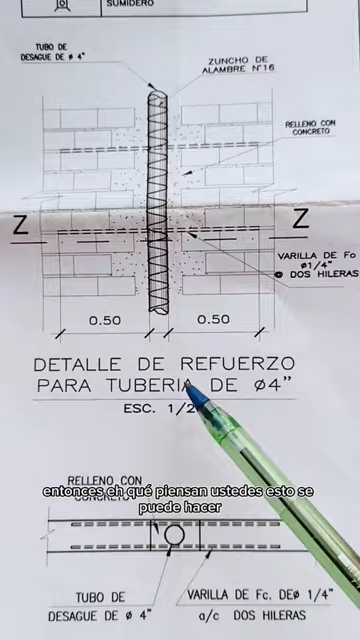 SUMIDERO
TUBO DE
DESAGUE DE Ø 4"
ZUNCHO DE
ALAMBRE N°16
RELLENO CON
CONCRETO
Z Z
VARILLA DE Fo
ø1/4"
@ DOS HILERAS
0.50 0.50
DETALLE DE REFUERZO
PARA TUBERIA DE ø4"
ESC. 1/2
RELLENO CON
entonces eh qué piensan ustedes esto se
puede hacer
TUBO DE
DESAGUE DE Ø 4"
VARILLA DE Fc. DEø 1/4"
a/c DOS HILERAS